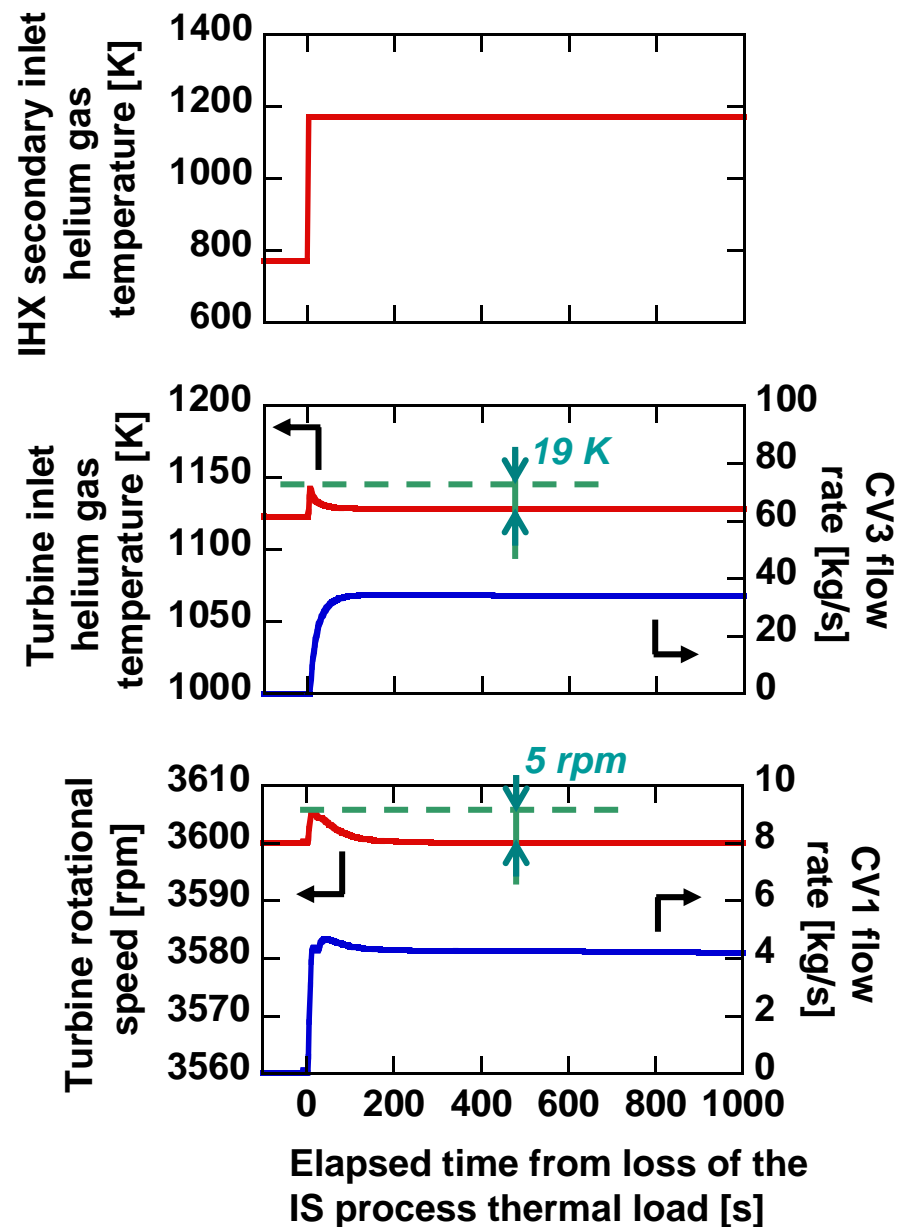 IHX secondary inlet
helium gas
temperature [K]
1400
1200
1000
800
600
Turbine inlet
helium gas
temperature [K]
1200
1150
1100
1050
1000
19 K
100
80
60
40
20
0
CV3 flow
rate [kg/s]
Turbine rotational
speed [rpm]
3610
3600
3590
3580
3570
3560
5 rpm
10
8
6
4
2
0
CV1 flow
rate [kg/s]
0 200 400 600 800 1000
Elapsed time from loss of the
IS process thermal load [s]